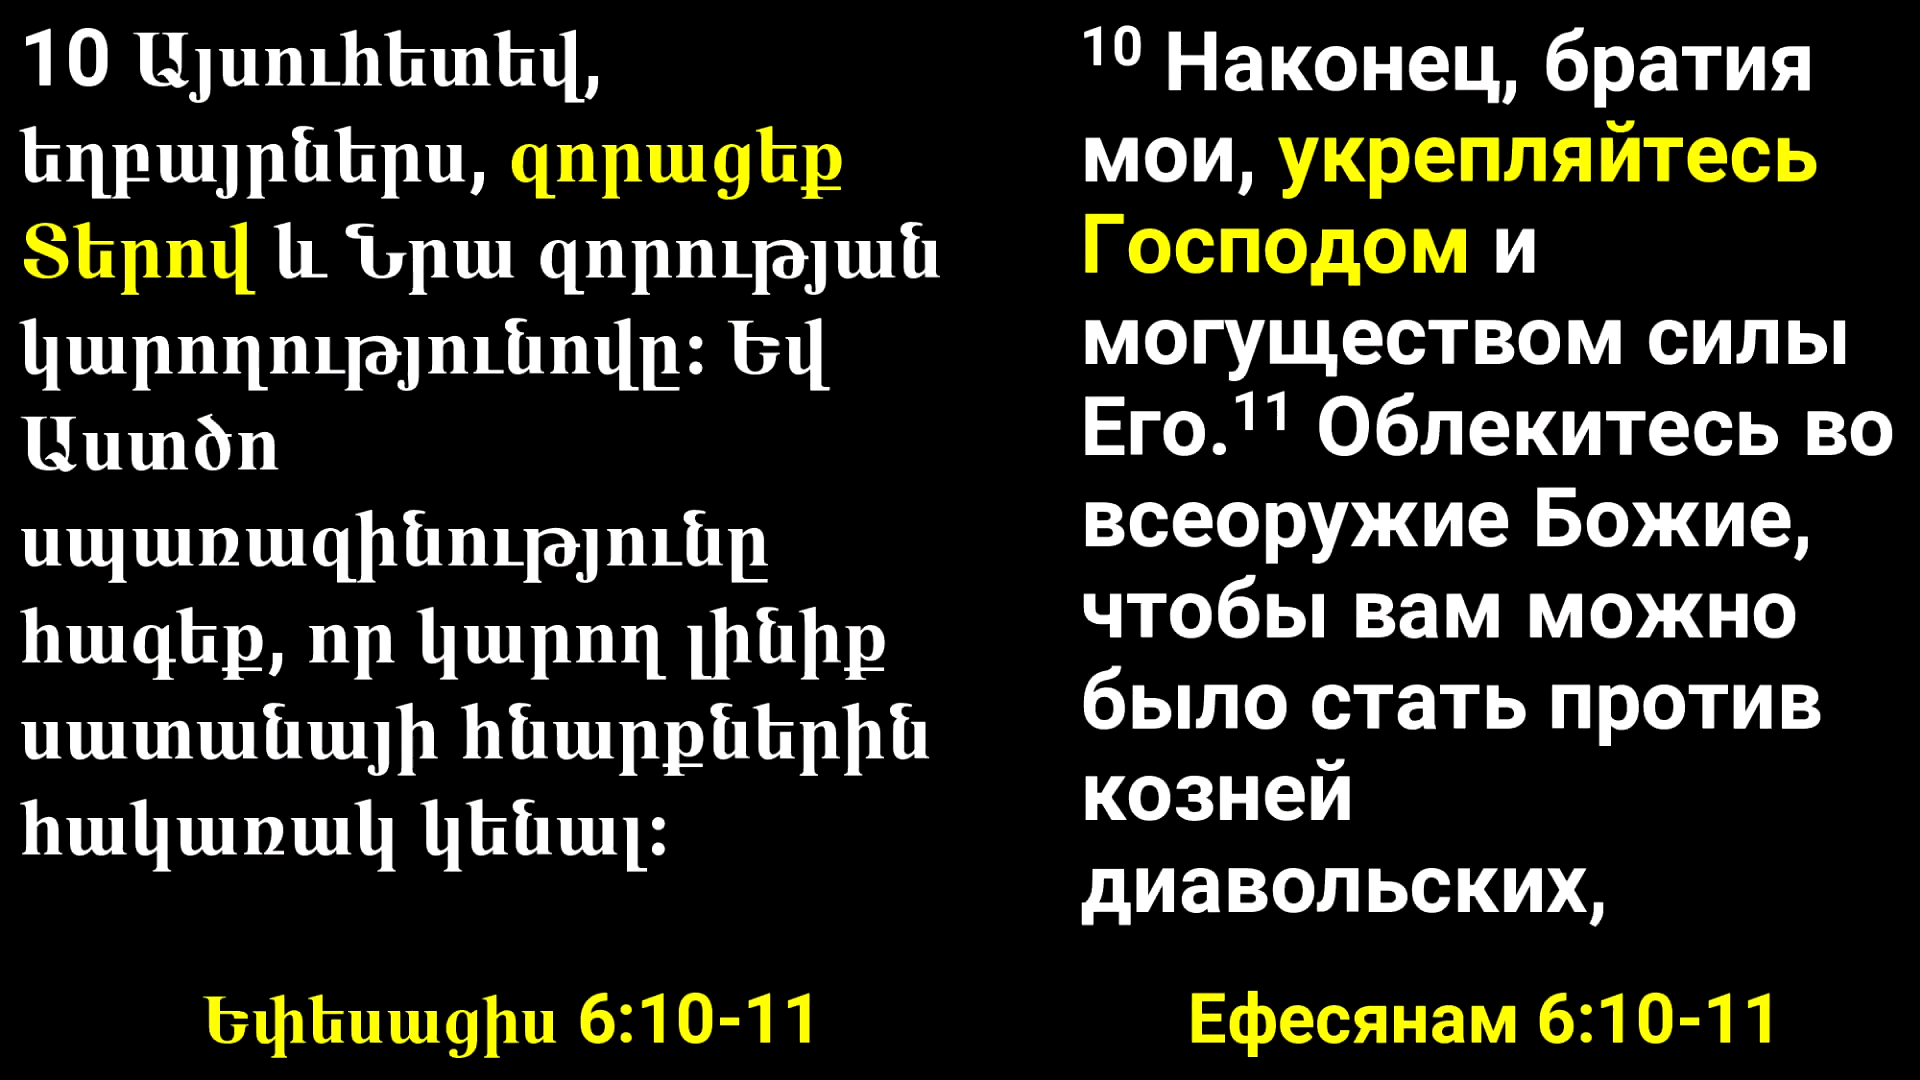 10 Այսուհետեվ,
եղբայրներս, զորացեք
Տերով և Նրա զորության
կարողությունովը: Եվ
Աստծո
սպառազինությունը
հագեք, որ կարող լինիք
սատանայի հնարքներին
հակառակ կենալ:
Եփեսացիս 6:10-11
¹⁰ Наконец, братия
мои, укрепляйтесь
Господом и
могуществом силы
Его.¹¹ Облекитесь во
всеоружие Божие,
чтобы вам можно
было стать против
козней
диавольских,
Ефесянам 6:10-11